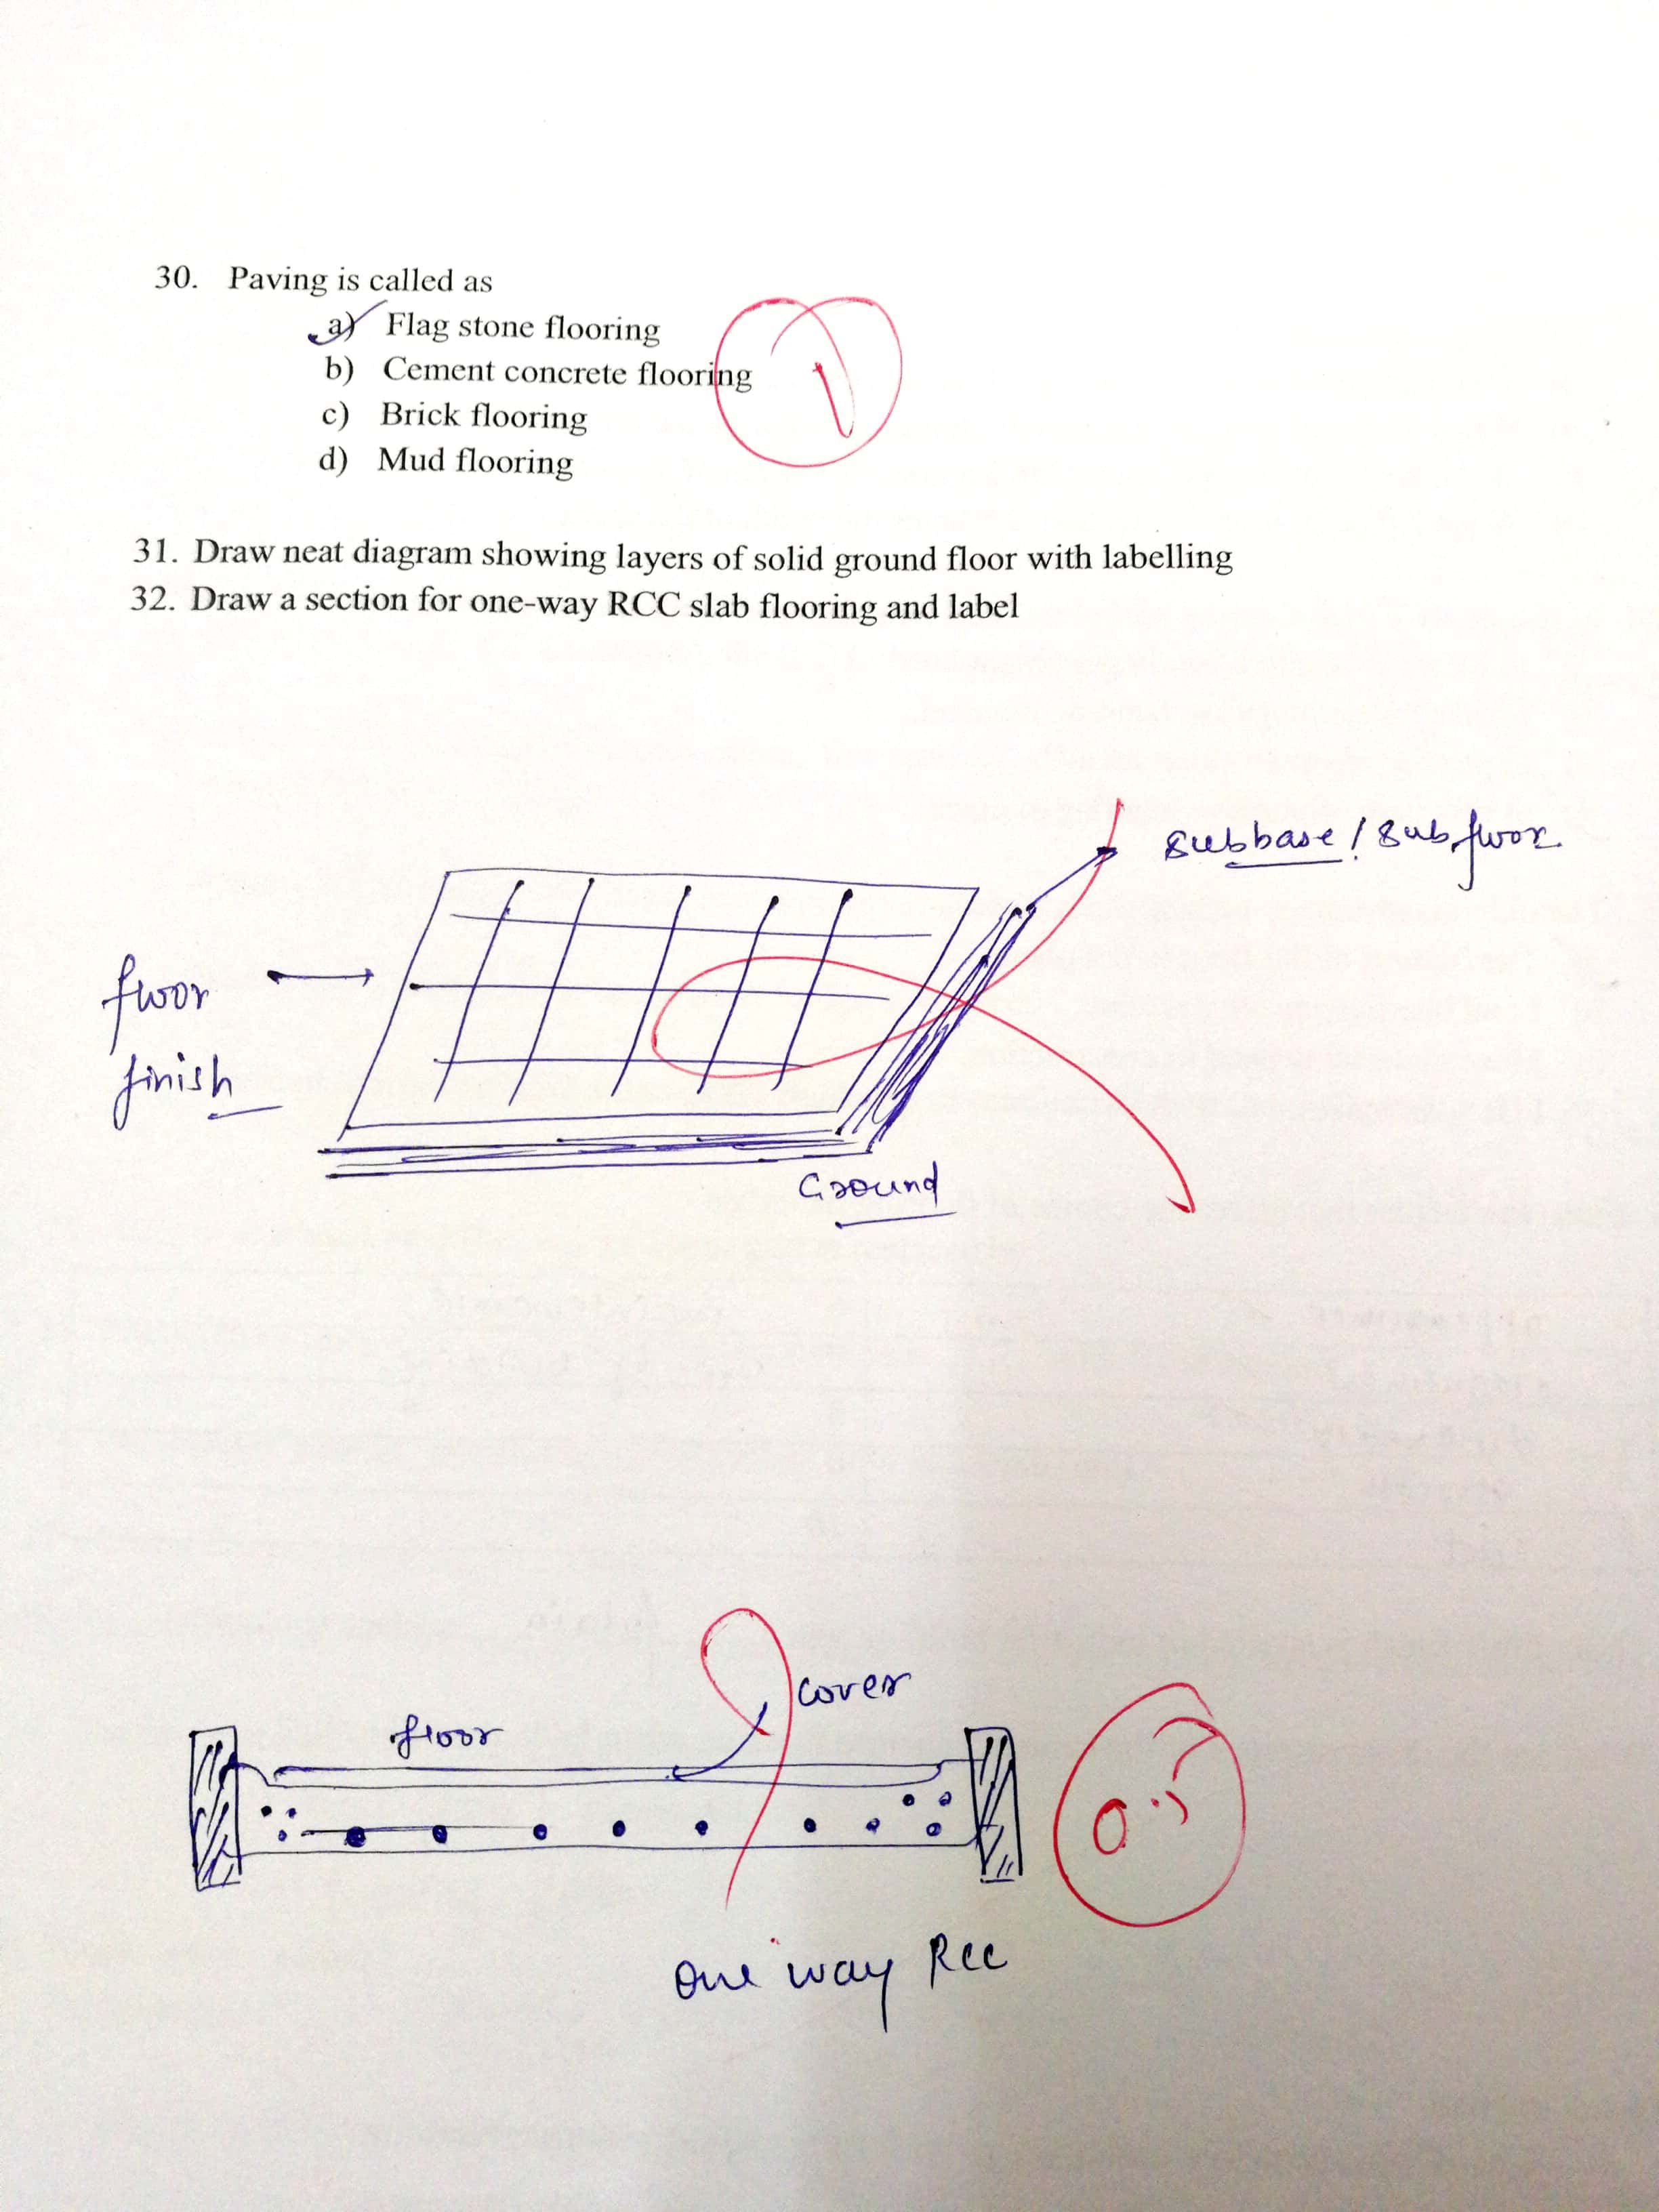 30. Paving is called as
a) Flag stone flooring
b) Cement concrete flooring
c) Brick flooring
d) Mud flooring
1
31. Draw neat diagram showing layers of solid ground floor with labelling
32. Draw a section for one-way RCC slab flooring and label
subbase / subfloor
floor
finish
Ground
cover
floor
0.5
one way RCC